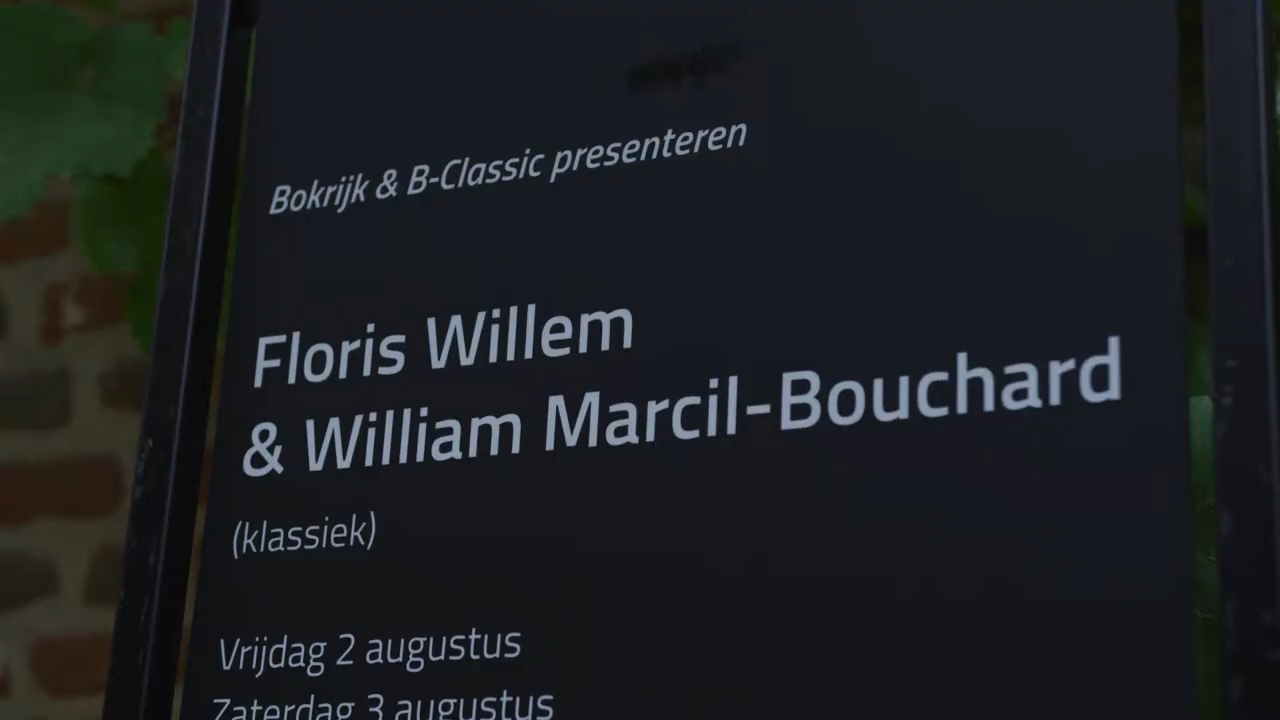 Bokrijk & B-Classic presenteren
Floris Willem
& William Marcil-Bouchard
(klassiek)
Vrijdag 2 augustus
Zaterdag 3 augustus